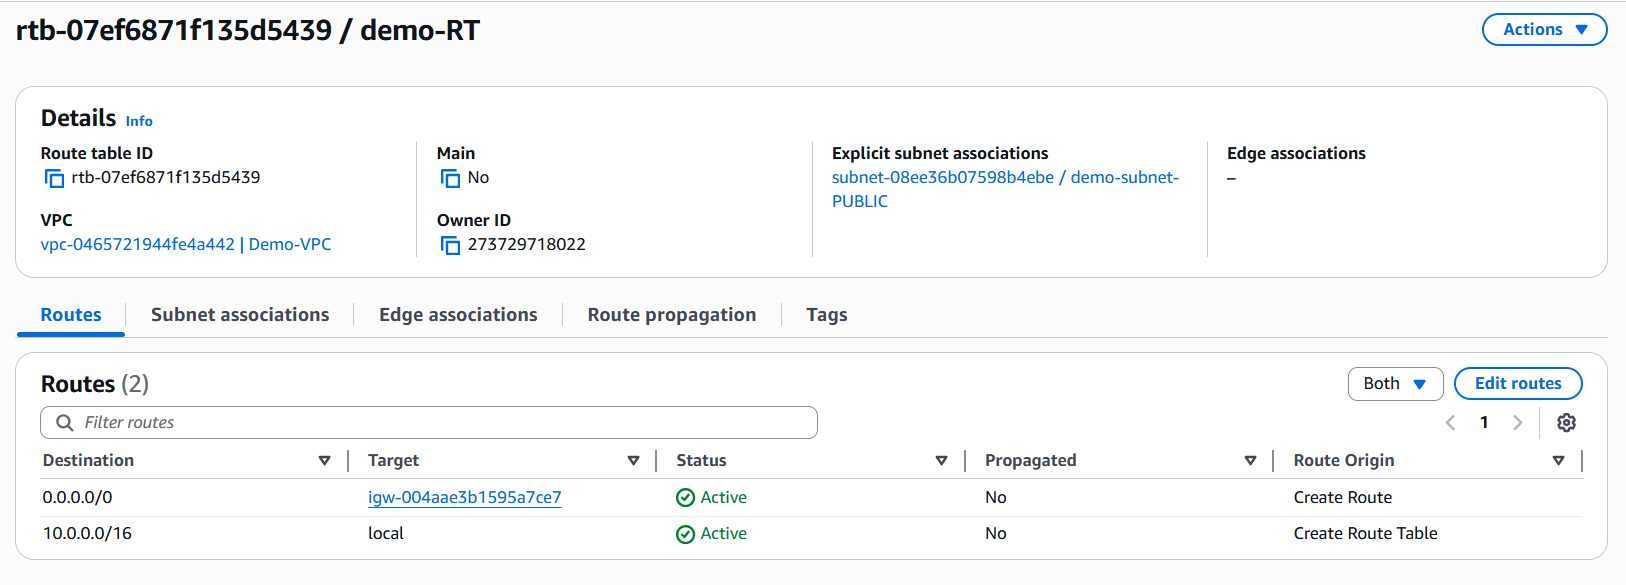 rtb-07ef6871f135d5439 / demo-RT
Actions
Details Info
Route table ID
rtb-07ef6871f135d5439
Main
No
Explicit subnet associations
subnet-08ee36b07598b4ebe / demo-subnet-
PUBLIC
Edge associations
–
VPC
vpc-0465721944fe4a442 | Demo-VPC
Owner ID
273729718022
Routes Subnet associations Edge associations Route propagation Tags
Routes (2)
Both Edit routes
Filter routes
1
Destination Target Status Propagated Route Origin
0.0.0.0/0 igw-004aae3b1595a7ce7 Active No Create Route
10.0.0.0/16 local Active No Create Route Table